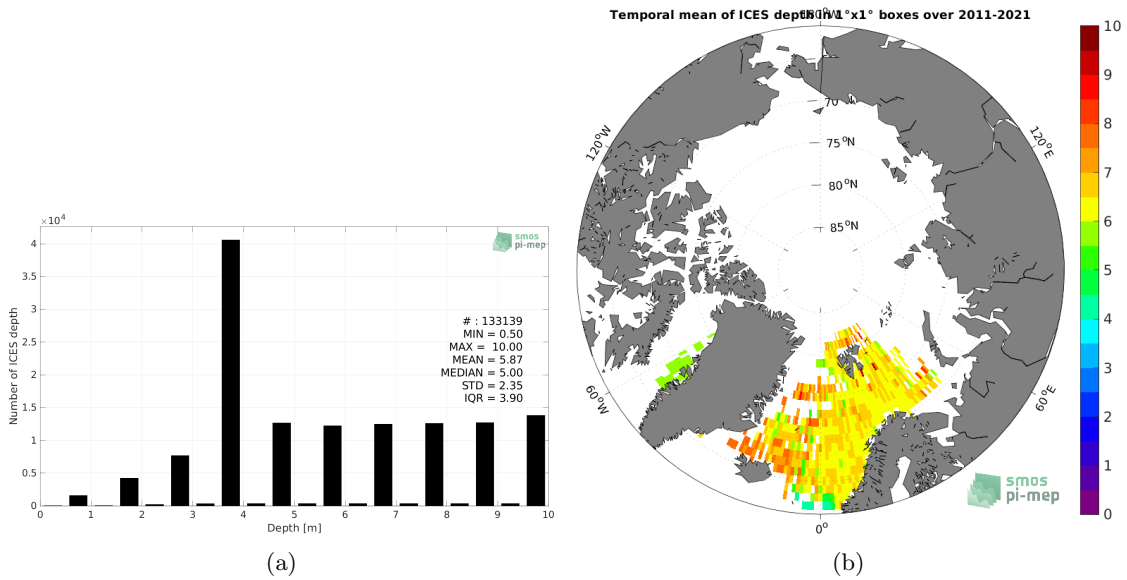 Temporal mean of ICES depth in 1°x1° boxes over 2011-2021
180°W
120°W
120°E
60°W
60°E
0°
70
75°N
80°N
85°N
10
9
8
7
6
5
4
3
2
1
0
smos
pi-mep
×10⁴
4
3.5
3
2.5
2
1.5
1
0.5
0
Number of ICES depth
smos
pi-mep
# : 133139
MIN = 0.50
MAX = 10.00
MEAN = 5.87
MEDIAN = 5.00
STD = 2.35
IQR = 3.90
0 1 2 3 4 5 6 7 8 9 10
Depth [m]
(a)
(b)